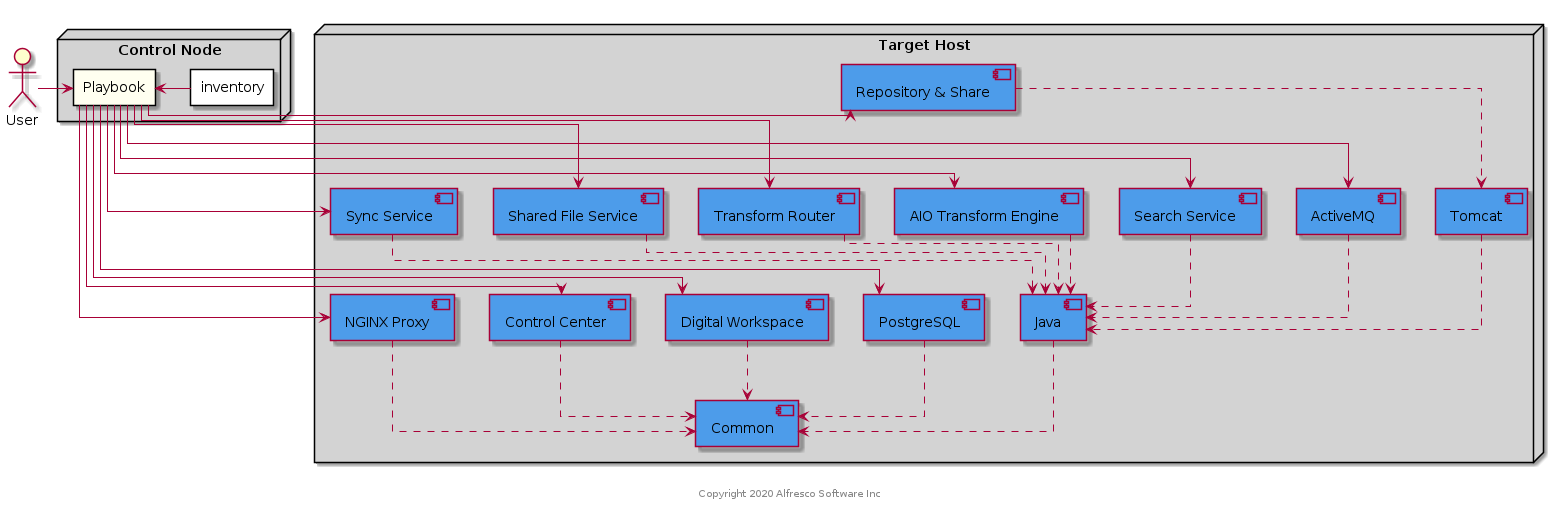 Control Node
Target Host
Playbook
inventory
Repository & Share
User
Sync Service
Shared File Service
Transform Router
AIO Transform Engine
Search Service
ActiveMQ
Tomcat
NGINX Proxy
Control Center
Digital Workspace
PostgreSQL
Java
Common
Copyright 2020 Alfresco Software Inc